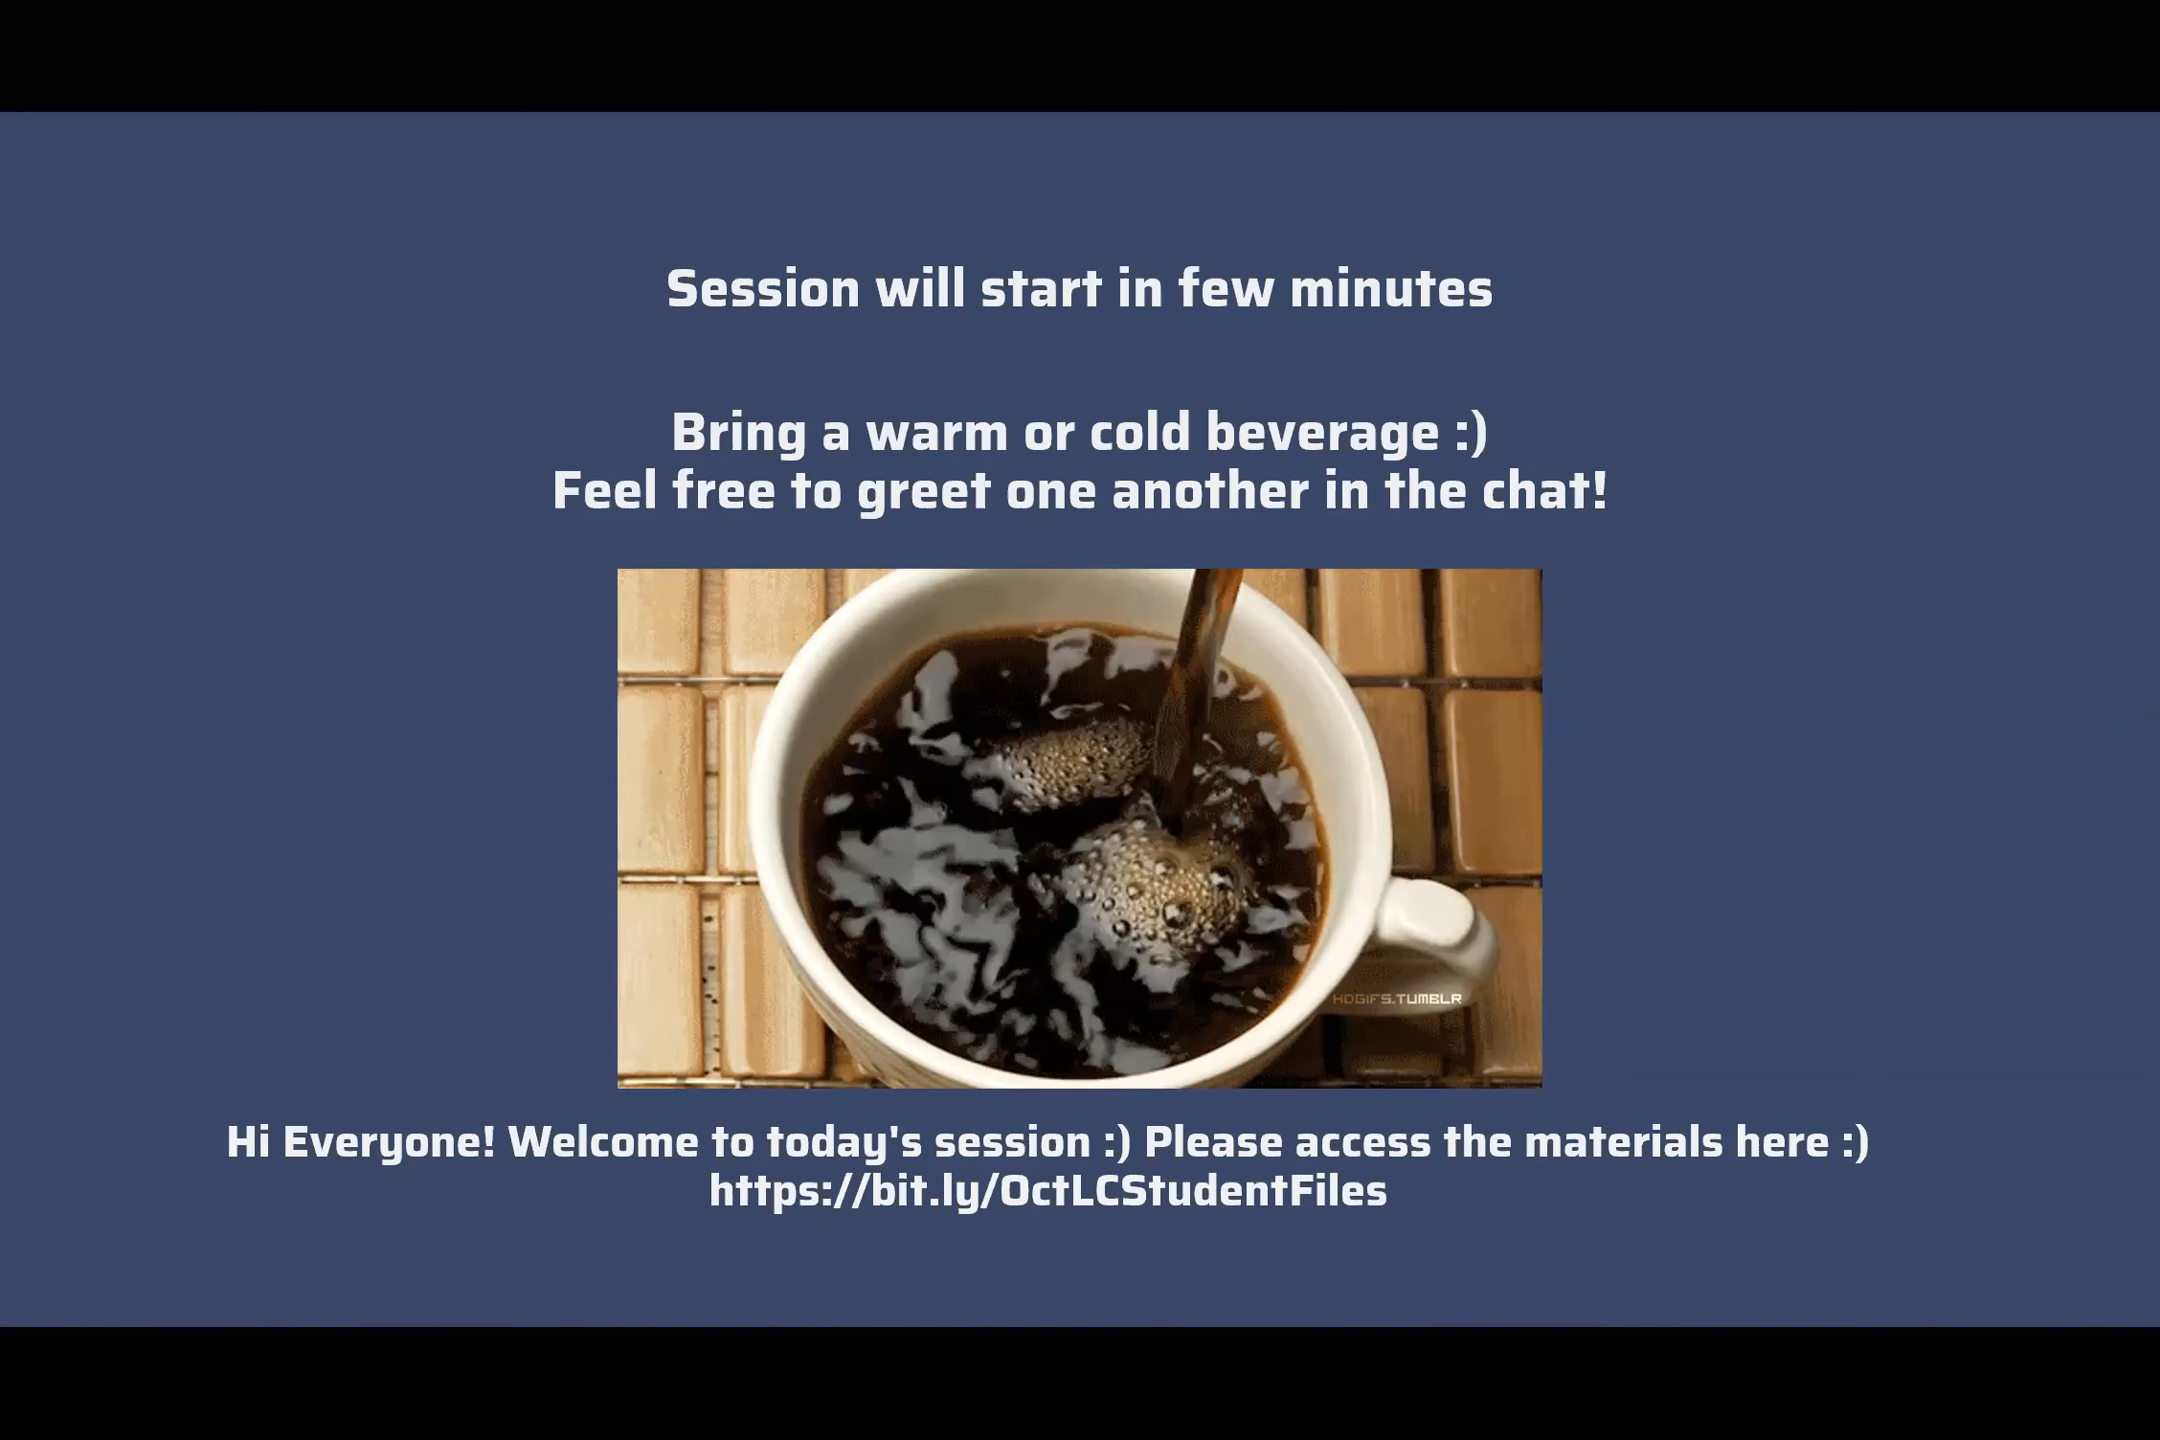 Session will start in few minutes
Bring a warm or cold beverage :)
Feel free to greet one another in the chat!
HDGIFS.TUMBLR
Hi Everyone! Welcome to today's session :) Please access the materials here :)
https://bit.ly/OctLCStudentFiles